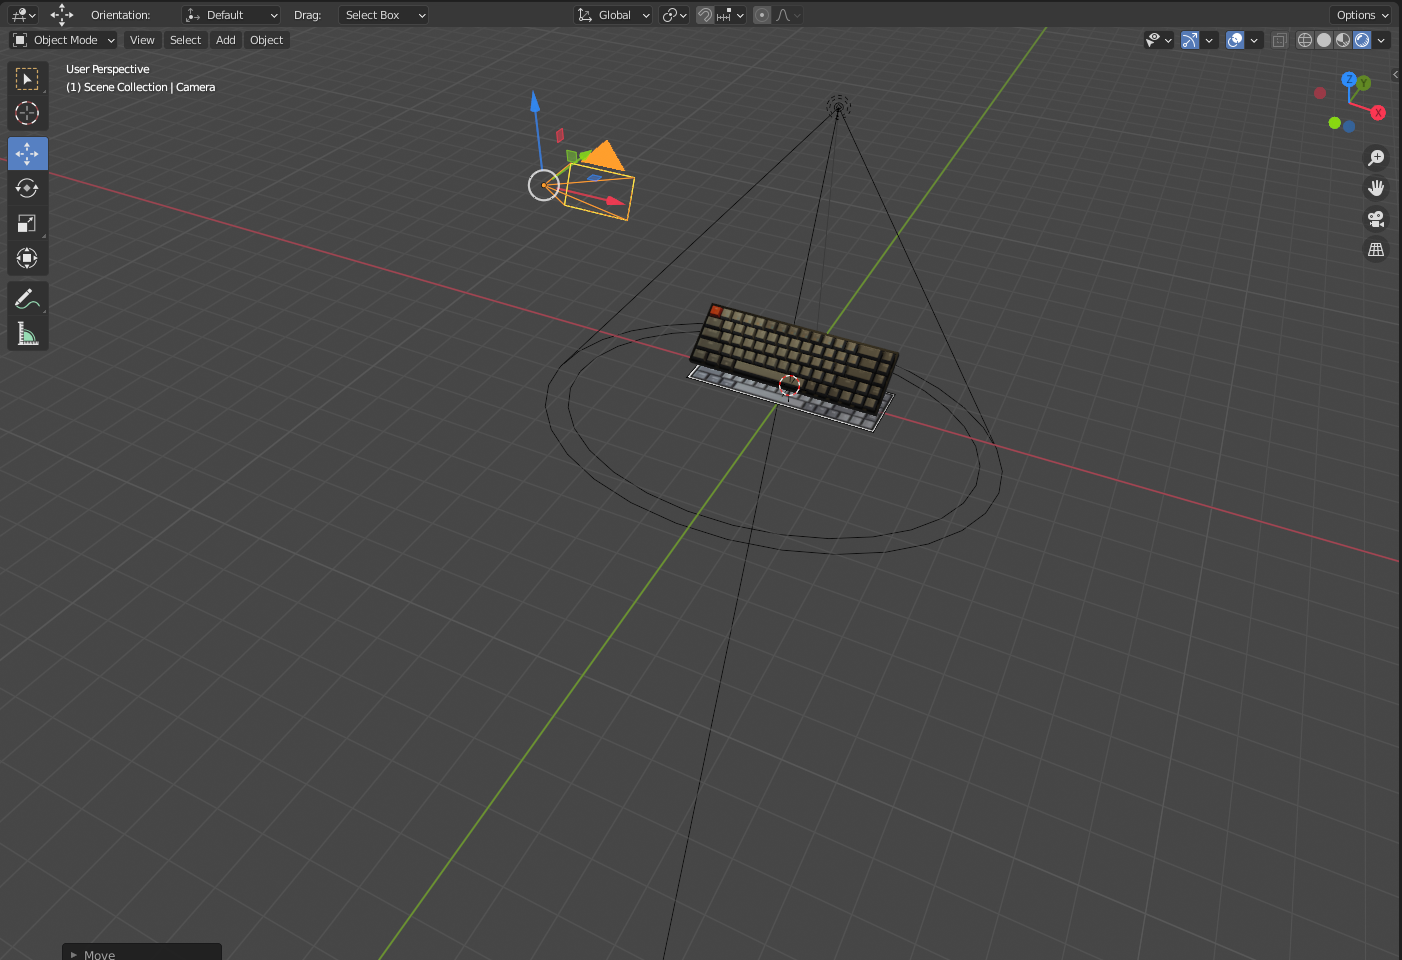 Orientation: Default Drag: Select Box Global Options
Object Mode View Select Add Object
User Perspective
(1) Scene Collection | Camera
Z
Y
X
Move